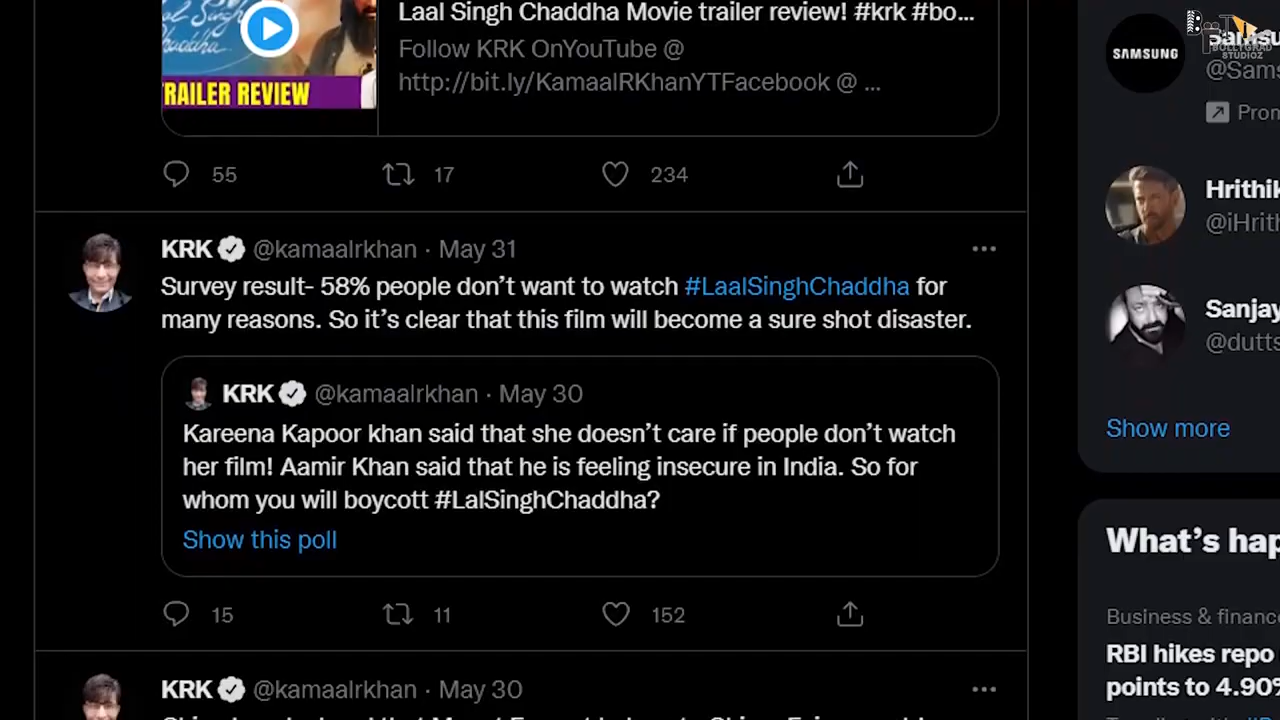 Laal Singh Chaddha Movie trailer review! #krk #bo...
Follow KRK OnYouTube @
http://bit.ly/KamaalRKhanYTFacebook @ ...
TRAILER REVIEW
55 17 234
KRK @kamaalrkhan · May 31
Survey result- 58% people don’t want to watch #LaalSinghChaddha for
many reasons. So it’s clear that this film will become a sure shot disaster.
KRK @kamaalrkhan · May 30
Kareena Kapoor khan said that she doesn’t care if people don’t watch
her film! Aamir Khan said that he is feeling insecure in India. So for
whom you will boycott #LalSinghChaddha?
Show this poll
15 11 152
KRK @kamaalrkhan · May 30
SAMSUNG
Samsu
@Sams
Prom
Hrithik
@iHrith
Sanjay
@dutts
Show more
What’s hap
Business & finance
RBI hikes repo
points to 4.90%